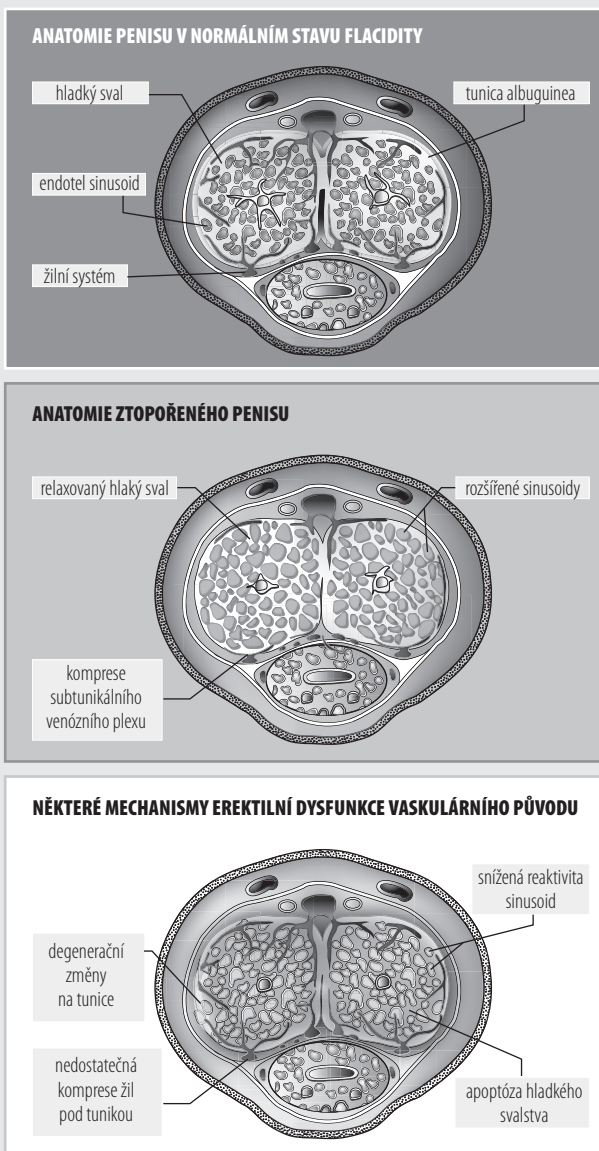 ANATOMIE PENISU V NORMÁLNÍM STAVU FLACIDITY
hladký sval
tunica albuguinea
endotel sinusoid
žilní systém
ANATOMIE ZTOPOŘENÉHO PENISU
relaxovaný hlaký sval
rozšířené sinusoidy
komprese
subtunikálního
venózního plexu
NĚKTERÉ MECHANISMY EREKTILNÍ DYSFUNKCE VASKULÁRNÍHO PŮVODU
snížená reaktivita
sinusoid
degenerační
změny
na tunice
nedostatečná
komprese žil
pod tunikou
apoptóza hladkého
svalstva